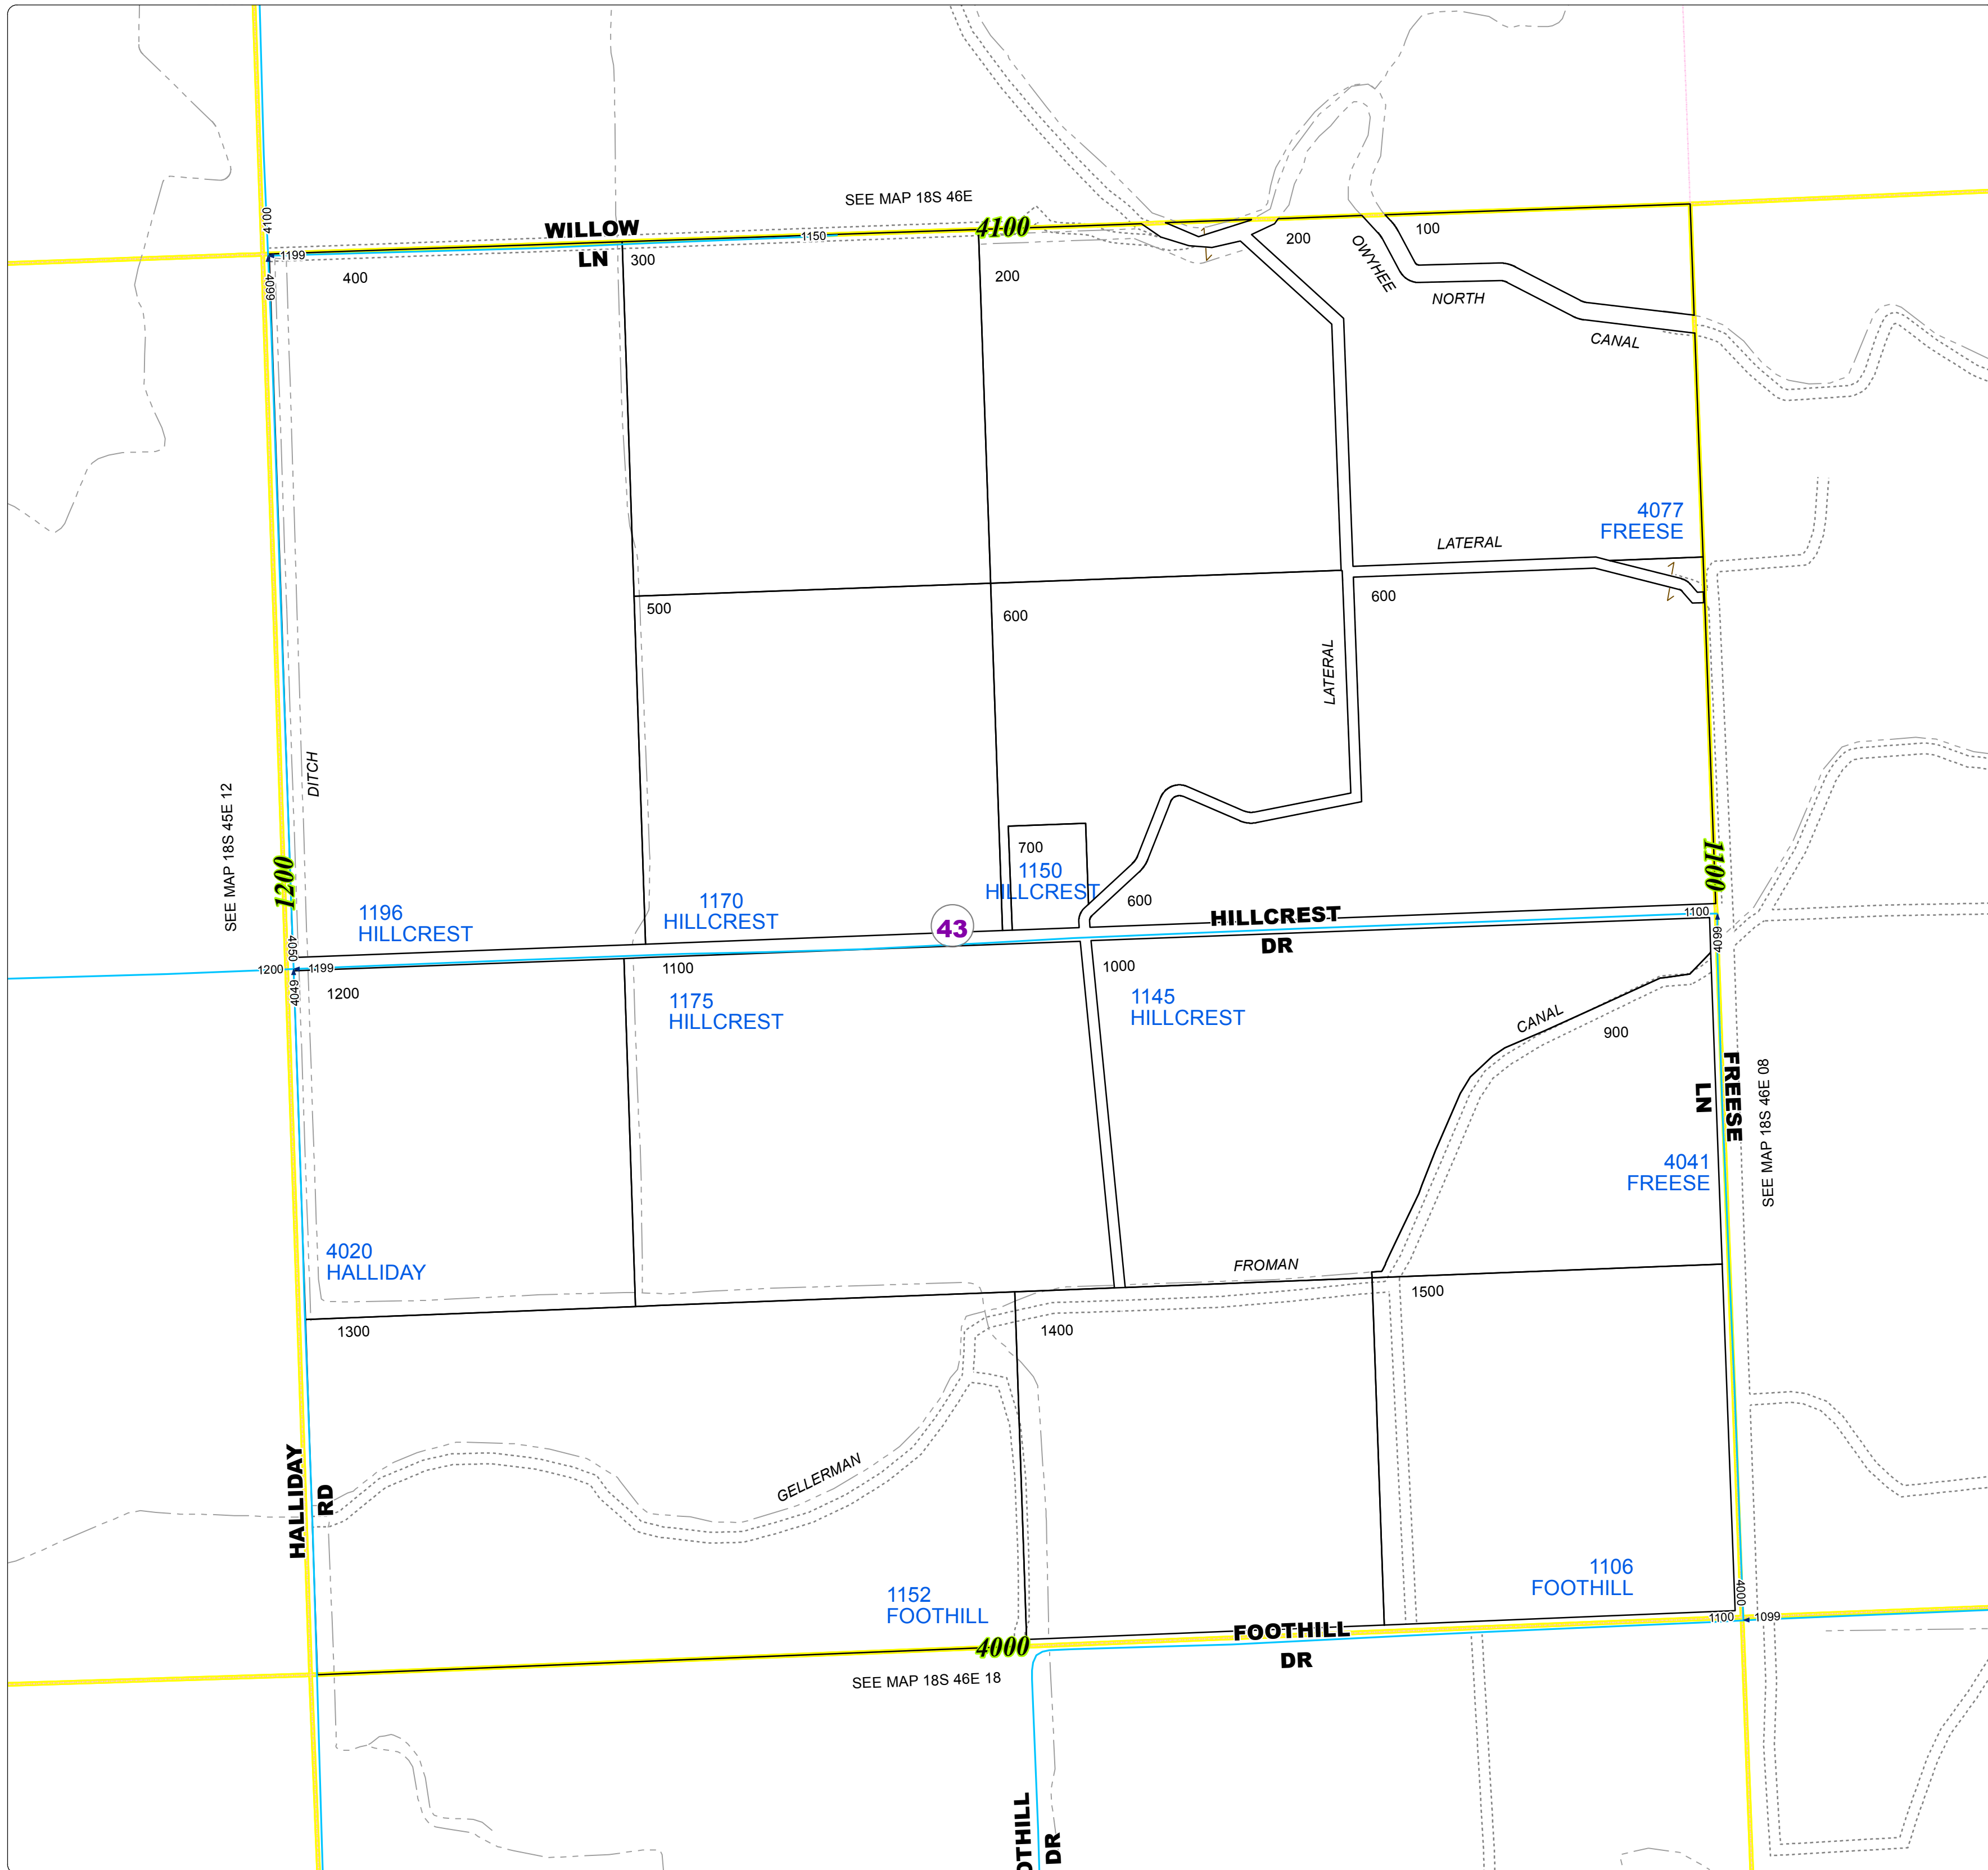 SEE MAP 18S 46E
WILLOW
LN
4100
1150
4100
1199
4099
400
300
200
200
100
OWYHEE
NORTH
CANAL
4077
FREESE
LATERAL
500
600
600
LATERAL
DITCH
SEE MAP 18S 45E 12
1200
700
1150
HILLCREST
1196
HILLCREST
1170
HILLCREST
43
600
HILLCREST
DR
1100
1100
4099
4050
1200
1199
4049
1200
1100
1175
HILLCREST
1000
1145
HILLCREST
CANAL
900
FREESE
LN
SEE MAP 18S 46E 08
4041
FREESE
4020
HALLIDAY
FROMAN
1300
1400
1500
HALLIDAY
RD
GELLERMAN
1152
FOOTHILL
1106
FOOTHILL
4000
4000
1100
1099
FOOTHILL
DR
SEE MAP 18S 46E 18
OTHILL
DR